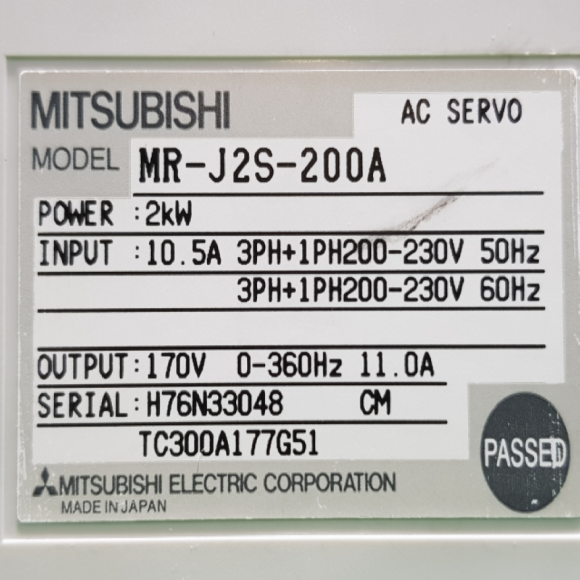 MITSUBISHI
AC SERVO
MODEL MR-J2S-200A
POWER :2kW
INPUT :10.5A 3PH+1PH200-230V 50Hz
3PH+1PH200-230V 60Hz
OUTPUT:170V 0-360Hz 11.0A
SERIAL:H76N33048 CM
TC300A177G51
PASSED
MITSUBISHI ELECTRIC CORPORATION
MADE IN JAPAN